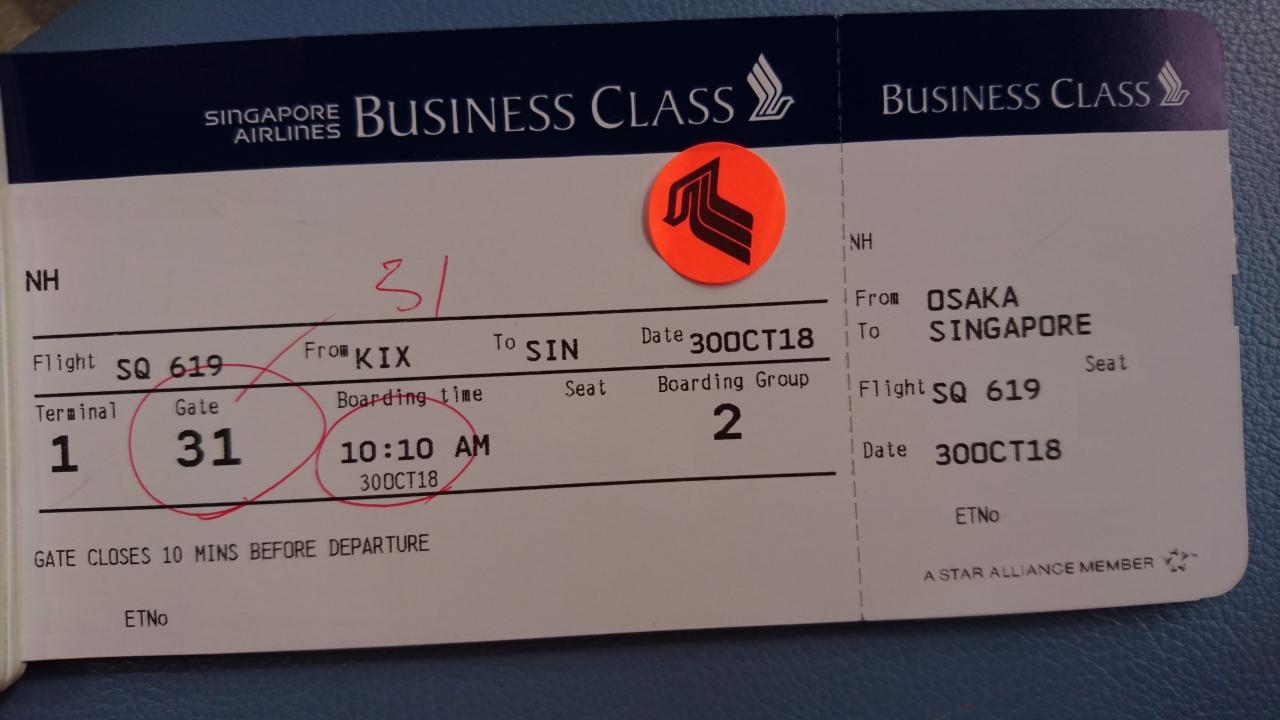 SINGAPORE
AIRLINES
BUSINESS CLASS
NH
31
Flight SQ 619 From KIX To SIN Date 30OCT18
Terminal Gate Boarding time Seat Boarding Group
1 31 10:10 AM 2
30OCT18
GATE CLOSES 10 MINS BEFORE DEPARTURE
ETNo
BUSINESS CLASS
NH
From OSAKA
To SINGAPORE
Seat
Flight SQ 619
Date 30OCT18
ETNo
A STAR ALLIANCE MEMBER